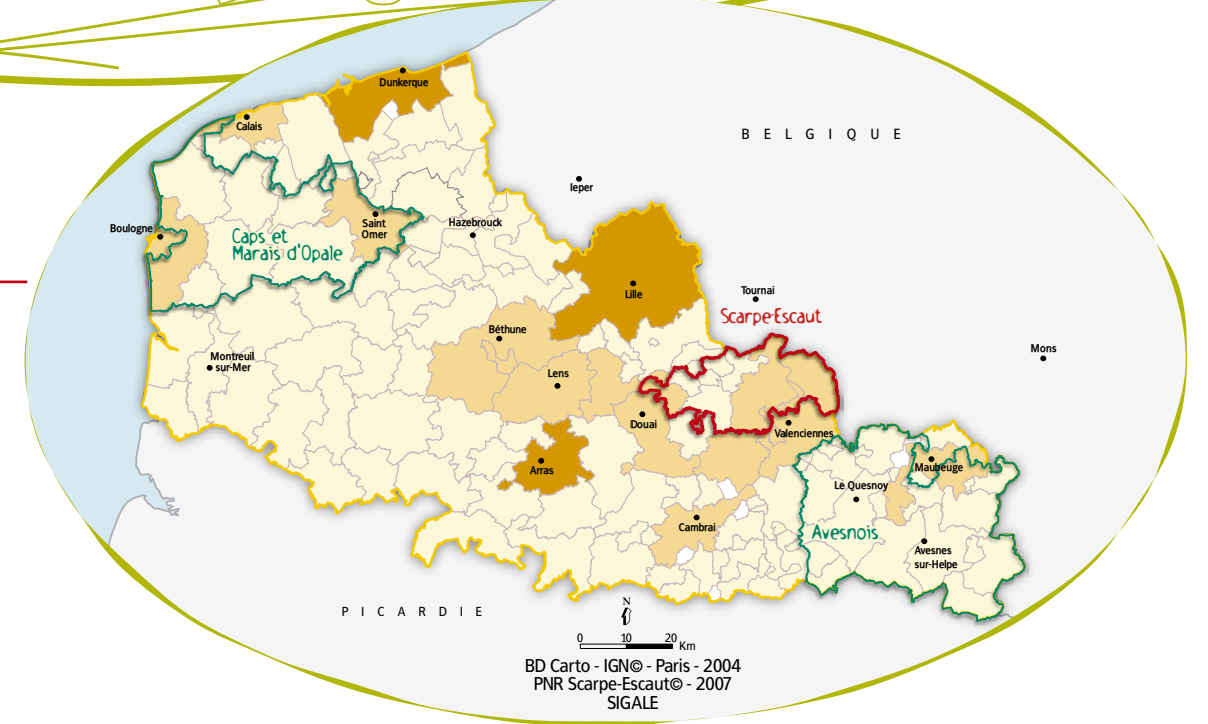 Dunkerque
Calais
BELGIQUE
Ieper
Boulogne
Saint
Omer
Hazebrouck
Caps et
Marais d'Opale
Lille
Tournai
Scarpe-Escaut
Béthune
Mons
Montreuil
sur-Mer
Lens
Douai
Valenciennes
Arras
Maubeuge
Le Quesnoy
Cambrai
Avesnois
Avesnes
sur-Helpe
PICARDIE
N
0 10 20 Km
BD Carto - IGN© - Paris - 2004
PNR Scarpe-Escaut© - 2007
SIGALE